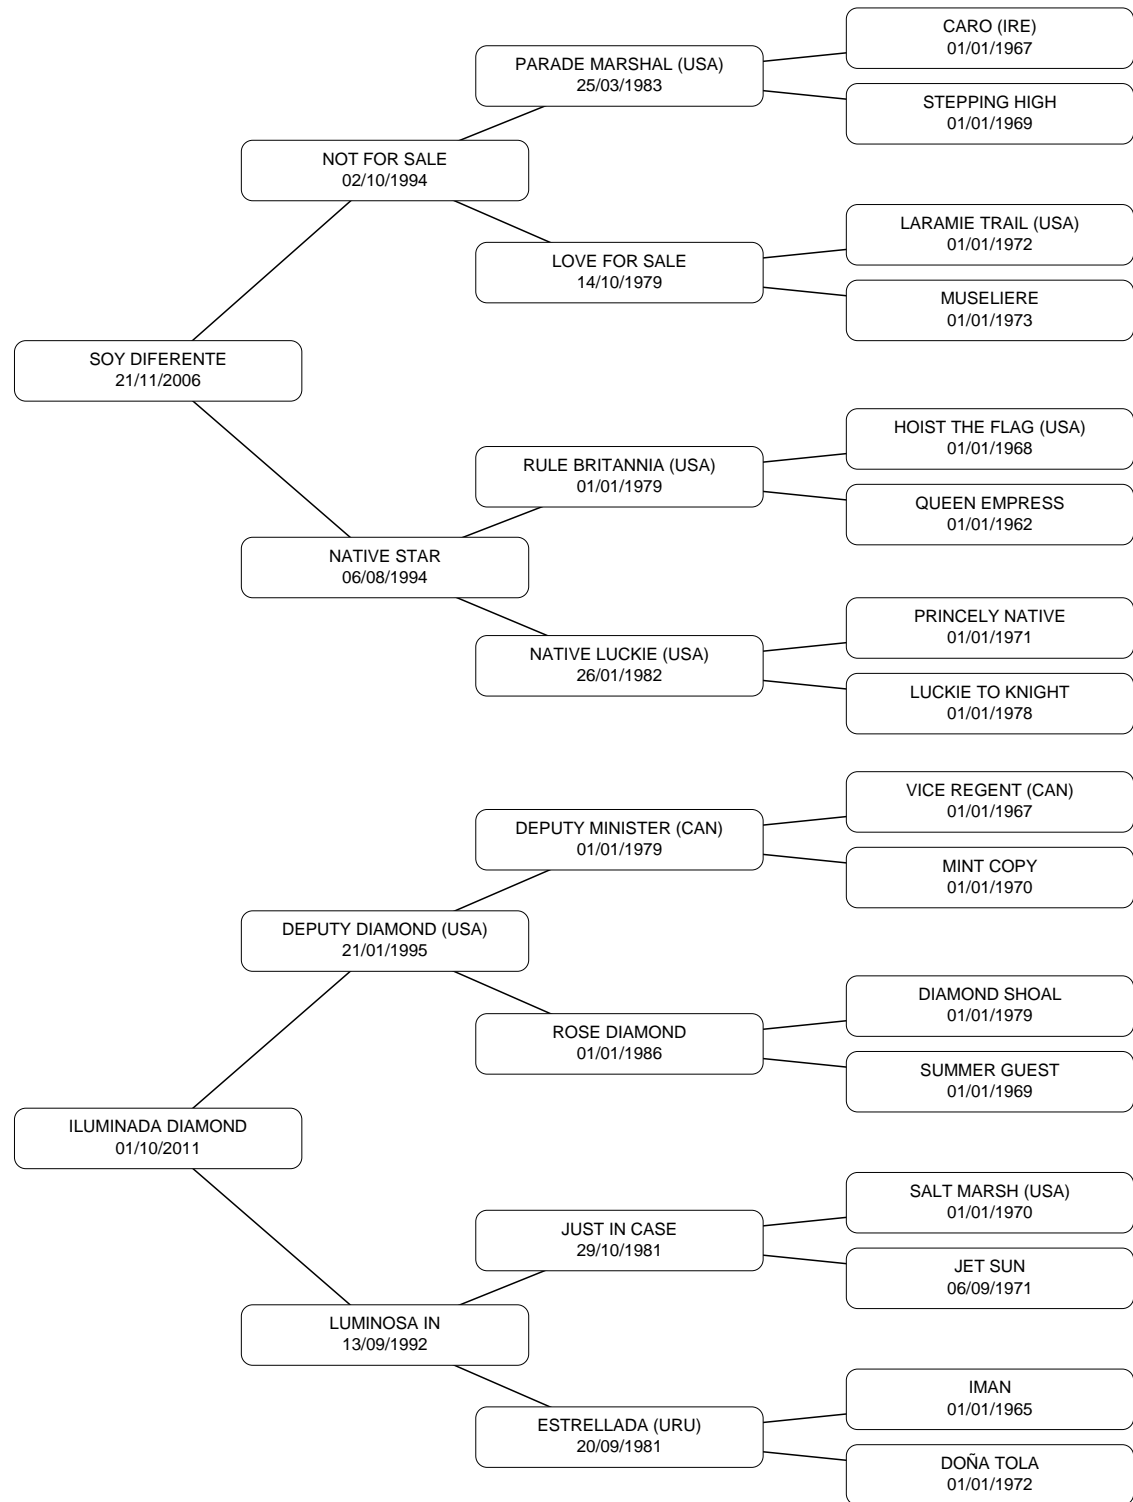 CARO (IRE)
01/01/1967
PARADE MARSHAL (USA)
25/03/1983
STEPPING HIGH
01/01/1969
NOT FOR SALE
02/10/1994
LARAMIE TRAIL (USA)
01/01/1972
LOVE FOR SALE
14/10/1979
MUSELIERE
01/01/1973
SOY DIFERENTE
21/11/2006
HOIST THE FLAG (USA)
01/01/1968
RULE BRITANNIA (USA)
01/01/1979
QUEEN EMPRESS
01/01/1962
NATIVE STAR
06/08/1994
PRINCELY NATIVE
01/01/1971
NATIVE LUCKIE (USA)
26/01/1982
LUCKIE TO KNIGHT
01/01/1978
VICE REGENT (CAN)
01/01/1967
DEPUTY MINISTER (CAN)
01/01/1979
MINT COPY
01/01/1970
DEPUTY DIAMOND (USA)
21/01/1995
DIAMOND SHOAL
01/01/1979
ROSE DIAMOND
01/01/1986
SUMMER GUEST
01/01/1969
ILUMINADA DIAMOND
01/10/2011
SALT MARSH (USA)
01/01/1970
JUST IN CASE
29/10/1981
JET SUN
06/09/1971
LUMINOSA IN
13/09/1992
IMAN
01/01/1965
ESTRELLADA (URU)
20/09/1981
DOÑA TOLA
01/01/1972